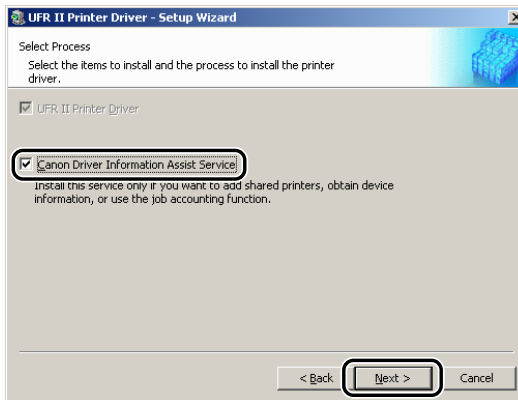 UFR II Printer Driver - Setup Wizard
Select Process
Select the items to install and the process to install the printer
driver.
UFR II Printer Driver
Canon Driver Information Assist Service
Install this service only if you want to add shared printers, obtain device
information, or use the job accounting function.
< Back Next > Cancel